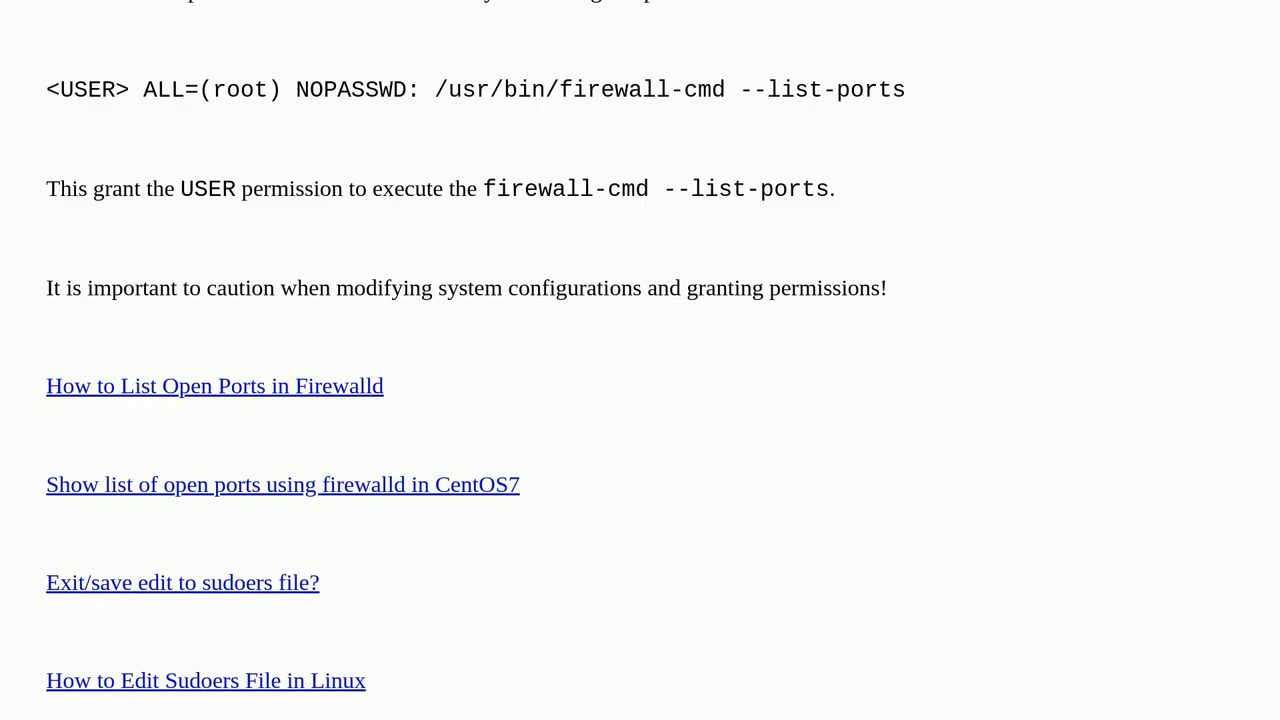 <USER> ALL=(root) NOPASSWD: /usr/bin/firewall-cmd --list-ports
This grant the USER permission to execute the firewall-cmd --list-ports.
It is important to caution when modifying system configurations and granting permissions!
How to List Open Ports in Firewalld
Show list of open ports using firewalld in CentOS7
Exit/save edit to sudoers file?
How to Edit Sudoers File in Linux